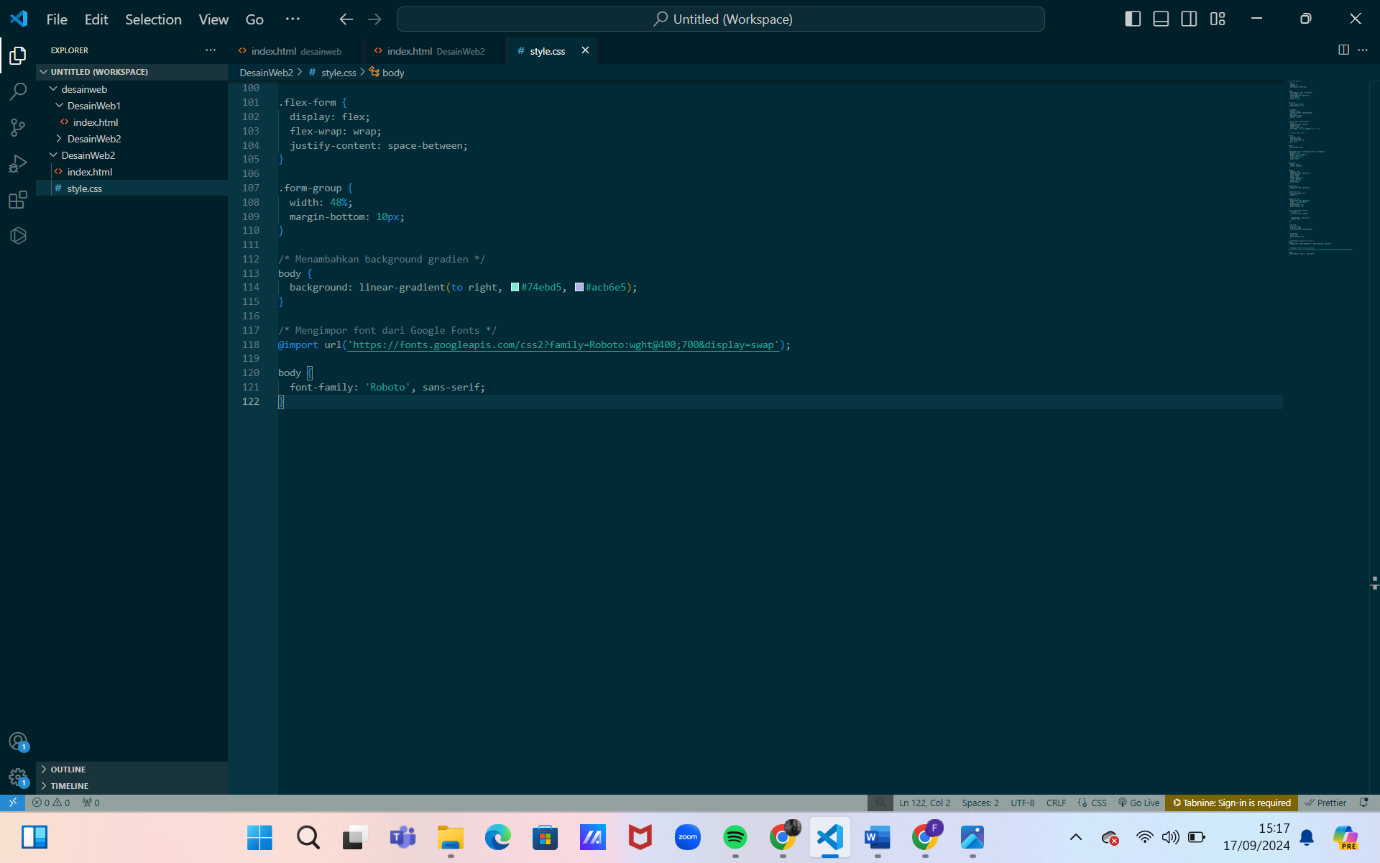 File Edit Selection View Go ··· Untitled (Workspace)
EXPLORER ···
index.html desainweb
index.html DesainWeb2
# style.css
UNTITLED (WORKSPACE)
desainweb
DesainWeb1
index.html
DesainWeb2
DesainWeb2
index.html
# style.css
OUTLINE
TIMELINE
DesainWeb2 > # style.css > body
100
101 .flex-form {
102 display: flex;
103 flex-wrap: wrap;
104 justify-content: space-between;
105 }
106
107 .form-group {
108 width: 48%;
109 margin-bottom: 10px;
110 }
111
112 /* Menambahkan background gradien */
113 body {
114 background: linear-gradient(to right, #74ebd5, #acb6e5);
115 }
116
117 /* Mengimpor font dari Google Fonts */
118 @import url('https://fonts.googleapis.com/css2?family=Roboto:wght@400;700&display=swap');
119
120 body {
121 font-family: 'Roboto', sans-serif;
122 }
1
1
0 0 0 Ln 122, Col 2 Spaces: 2 UTF-8 CRLF {} CSS Go Live Tabnine: Sign-in is required Prettier
zoom
F
W
T
PRE
15:17
17/09/2024